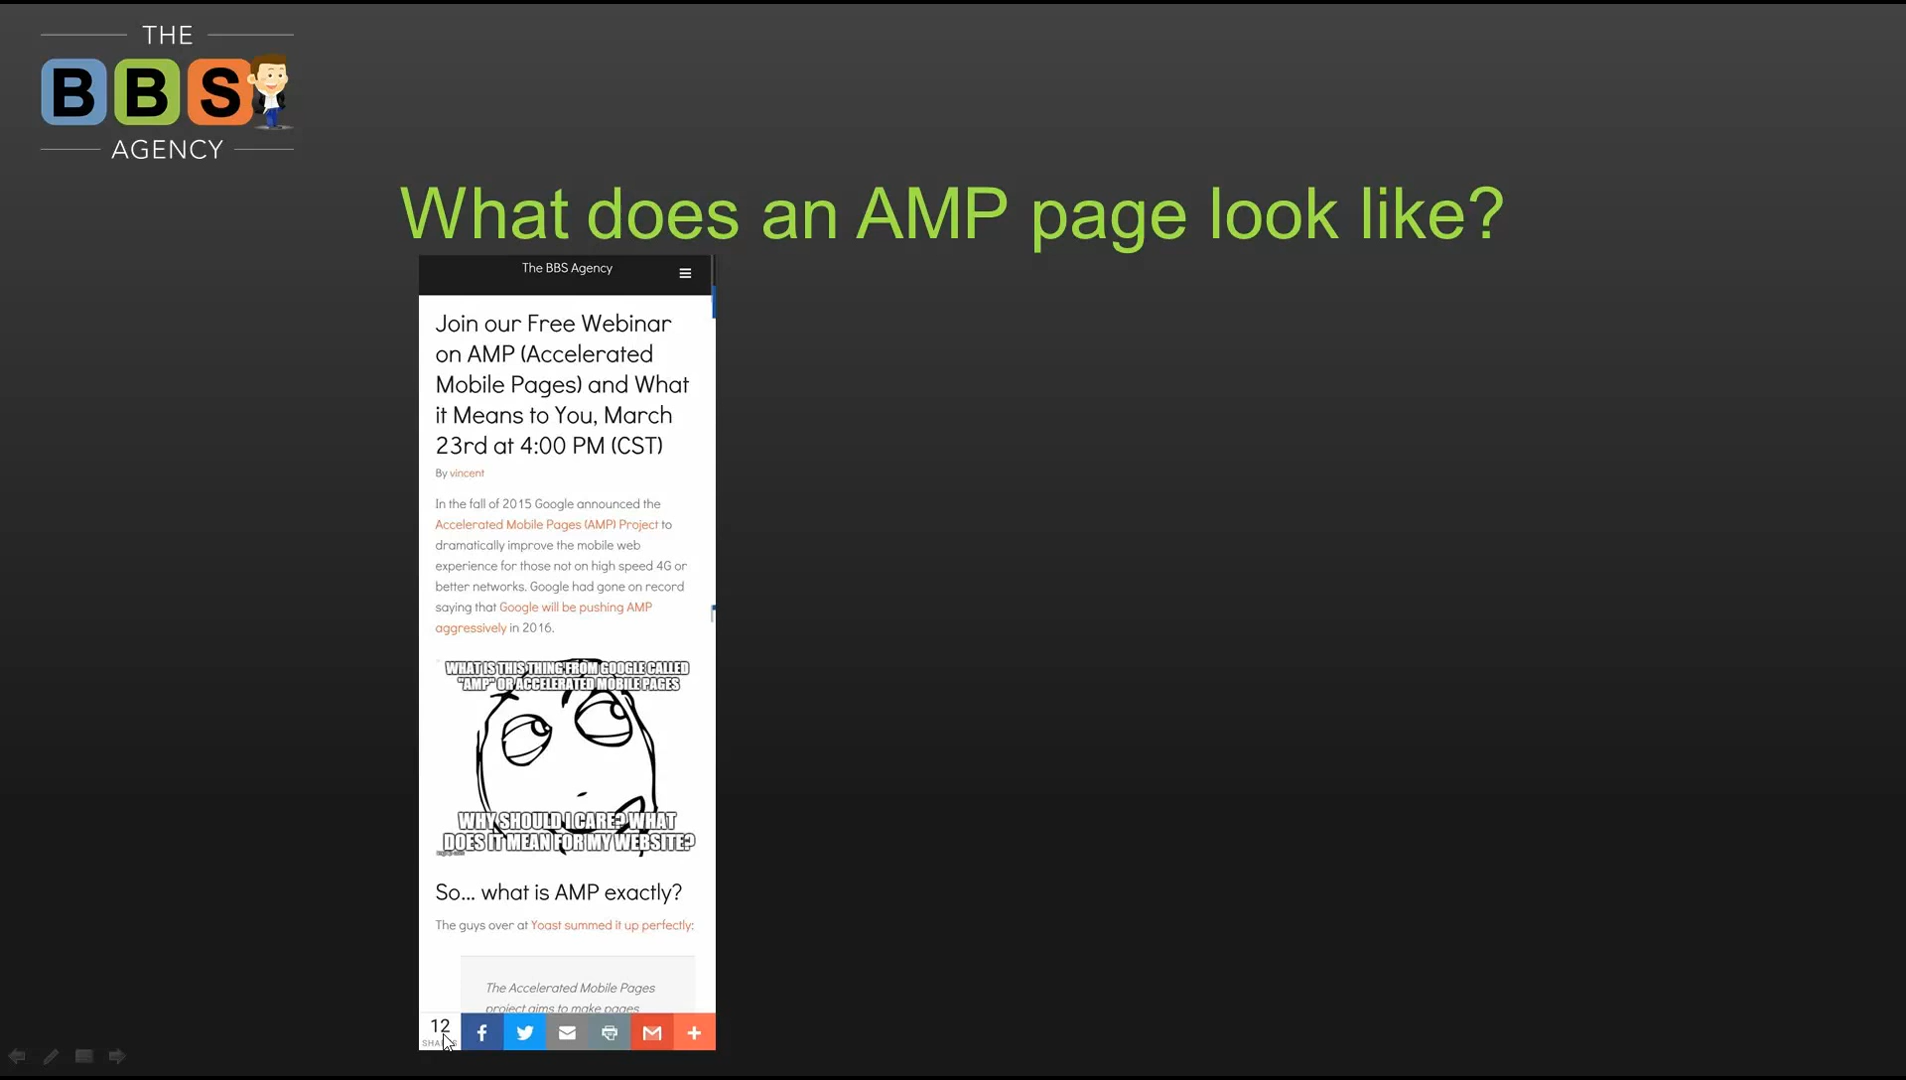 THE
BBS
AGENCY
What does an AMP page look like?
The BBS Agency
Join our Free Webinar
on AMP (Accelerated
Mobile Pages) and What
it Means to You, March
23rd at 4:00 PM (CST)
By vincent
In the fall of 2015 Google announced the
Accelerated Mobile Pages (AMP) Project to
dramatically improve the mobile web
experience for those not on high speed 4G or
better networks. Google had gone on record
saying that Google will be pushing AMP
aggressively in 2016.
WHAT IS THIS THING FROM GOOGLE CALLED
"AMP" OR ACCELERATED MOBILE PAGES
WHY SHOULD I CARE? WHAT
DOES IT MEAN FOR MY WEBSITE?
So... what is AMP exactly?
The guys over at Yoast summed it up perfectly:
The Accelerated Mobile Pages
project aims to make pages
12